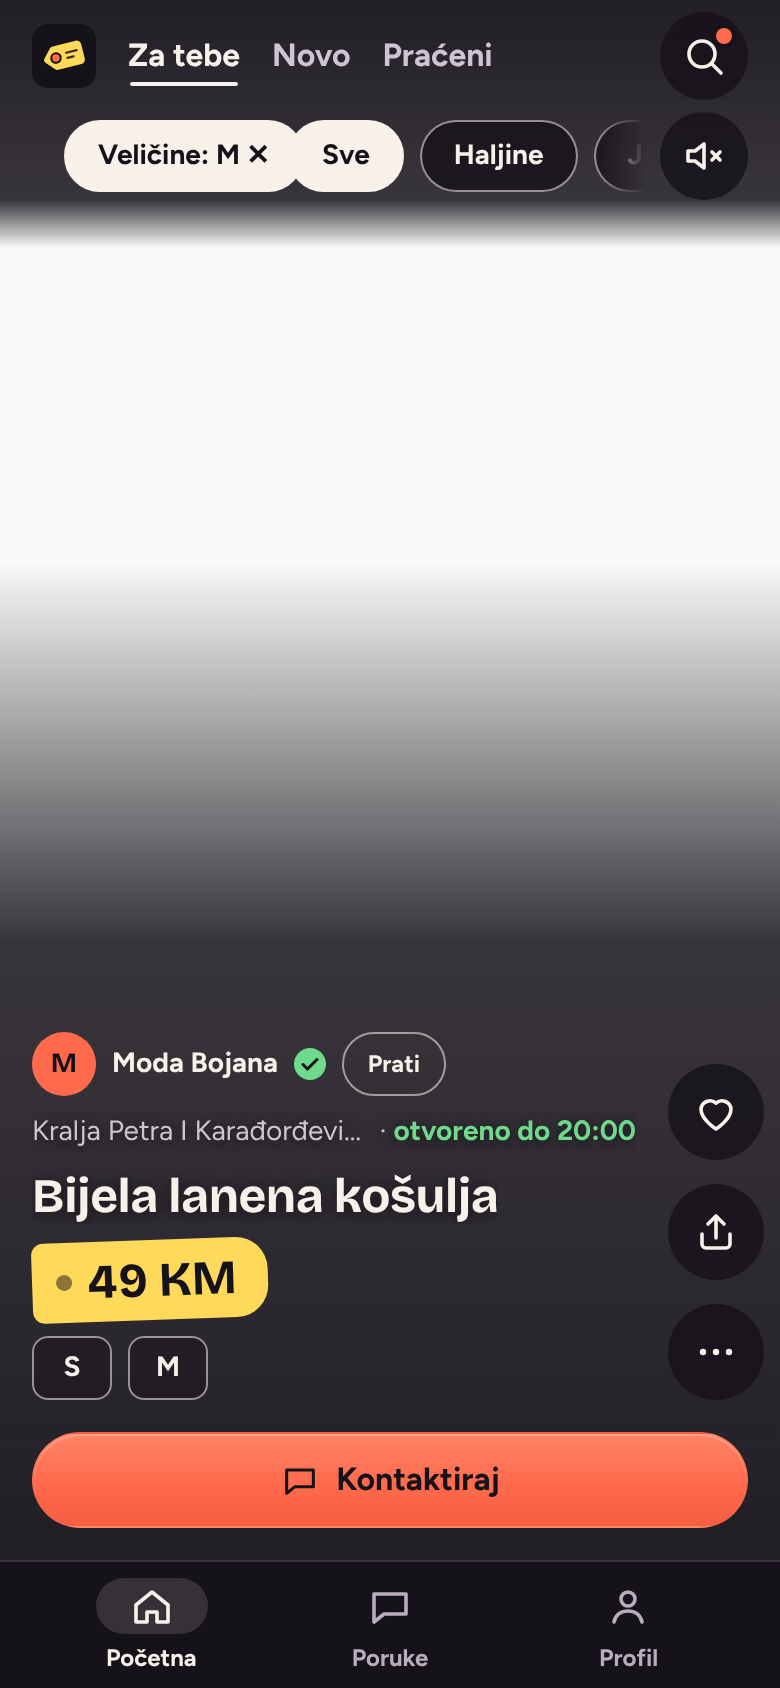 Za tebe Novo Praćeni
Veličine: M ✕ Sve Haljine J
M Moda Bojana Prati
Kralja Petra I Karađorđevi... · otvoreno do 20:00
Bijela lanena košulja
49 KM
S M
Kontaktiraj
Početna Poruke Profil